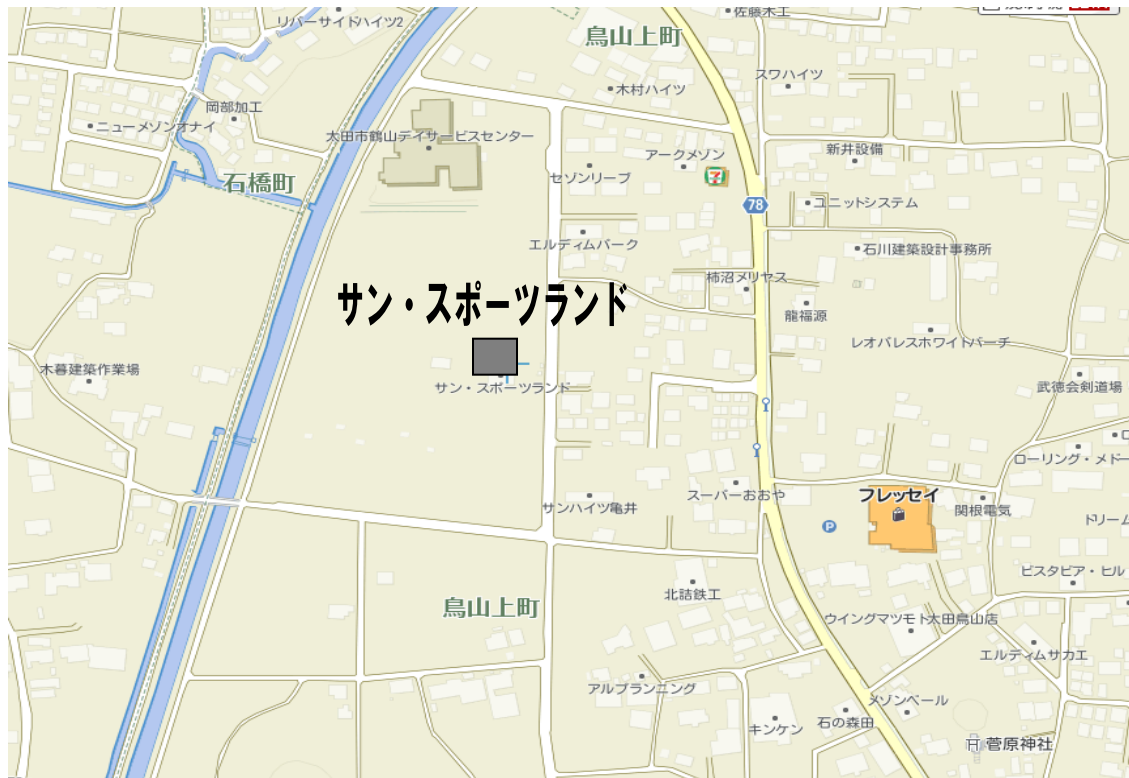 リバーサイドハイツ2
佐藤木工
鳥山上町
スワハイツ
木村ハイツ
岡部加工
ニューメゾンオナイ
太田市鶴山デイサービスセンター
アークメゾン
新井設備
石橋町
セゾンリーブ
7
78
ユニットシステム
エルディムパーク
石川建築設計事務所
柿沼メリヤス
サン・スポーツランド
龍福源
レオパレスホワイトバーチ
木暮建築作業場
サン・スポーツランド
武徳会剣道場
ローリング・メドー
スーパーおおや
フレッセイ
サンハイツ亀井
関根電気
P
ドリーム
ビスタピア・ヒル
北詰鉄工
鳥山上町
ウイングマツモト太田鳥山店
エルディムサカエ
アルプランニング
メゾンベール
キンケン
石の森田
菅原神社